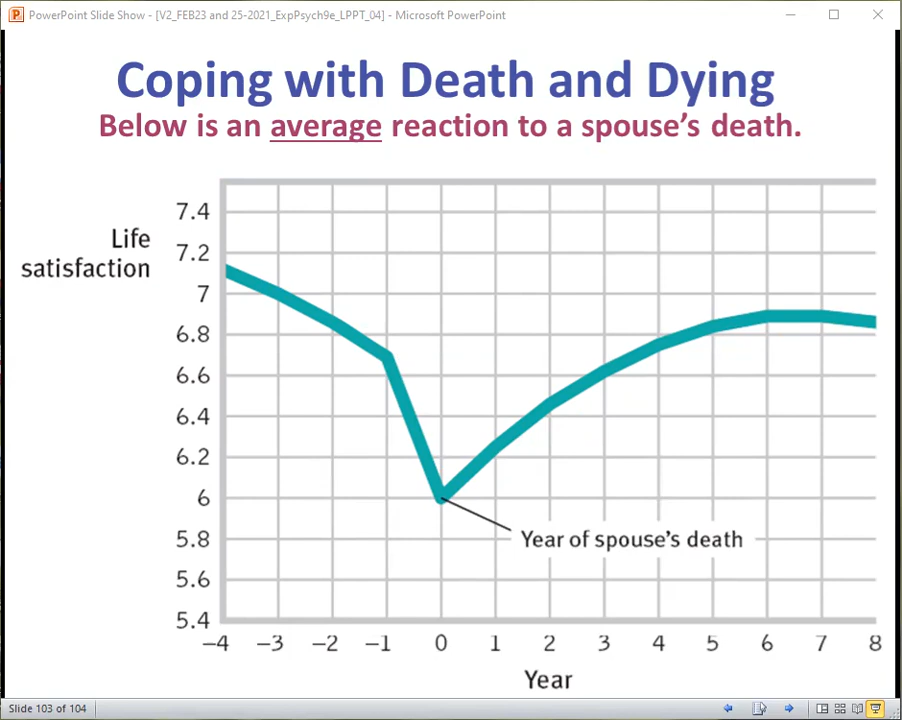 PowerPoint Slide Show - [V2_FEB23 and 25-2021_ExpPsych9e_LPPT_04] - Microsoft PowerPoint
Coping with Death and Dying
Below is an average reaction to a spouse’s death.
Life
satisfaction
7.4
7.2
7
6.8
6.6
6.4
6.2
6
5.8
5.6
5.4
Year of spouse’s death
–4 –3 –2 –1 0 1 2 3 4 5 6 7 8
Year
Slide 103 of 104